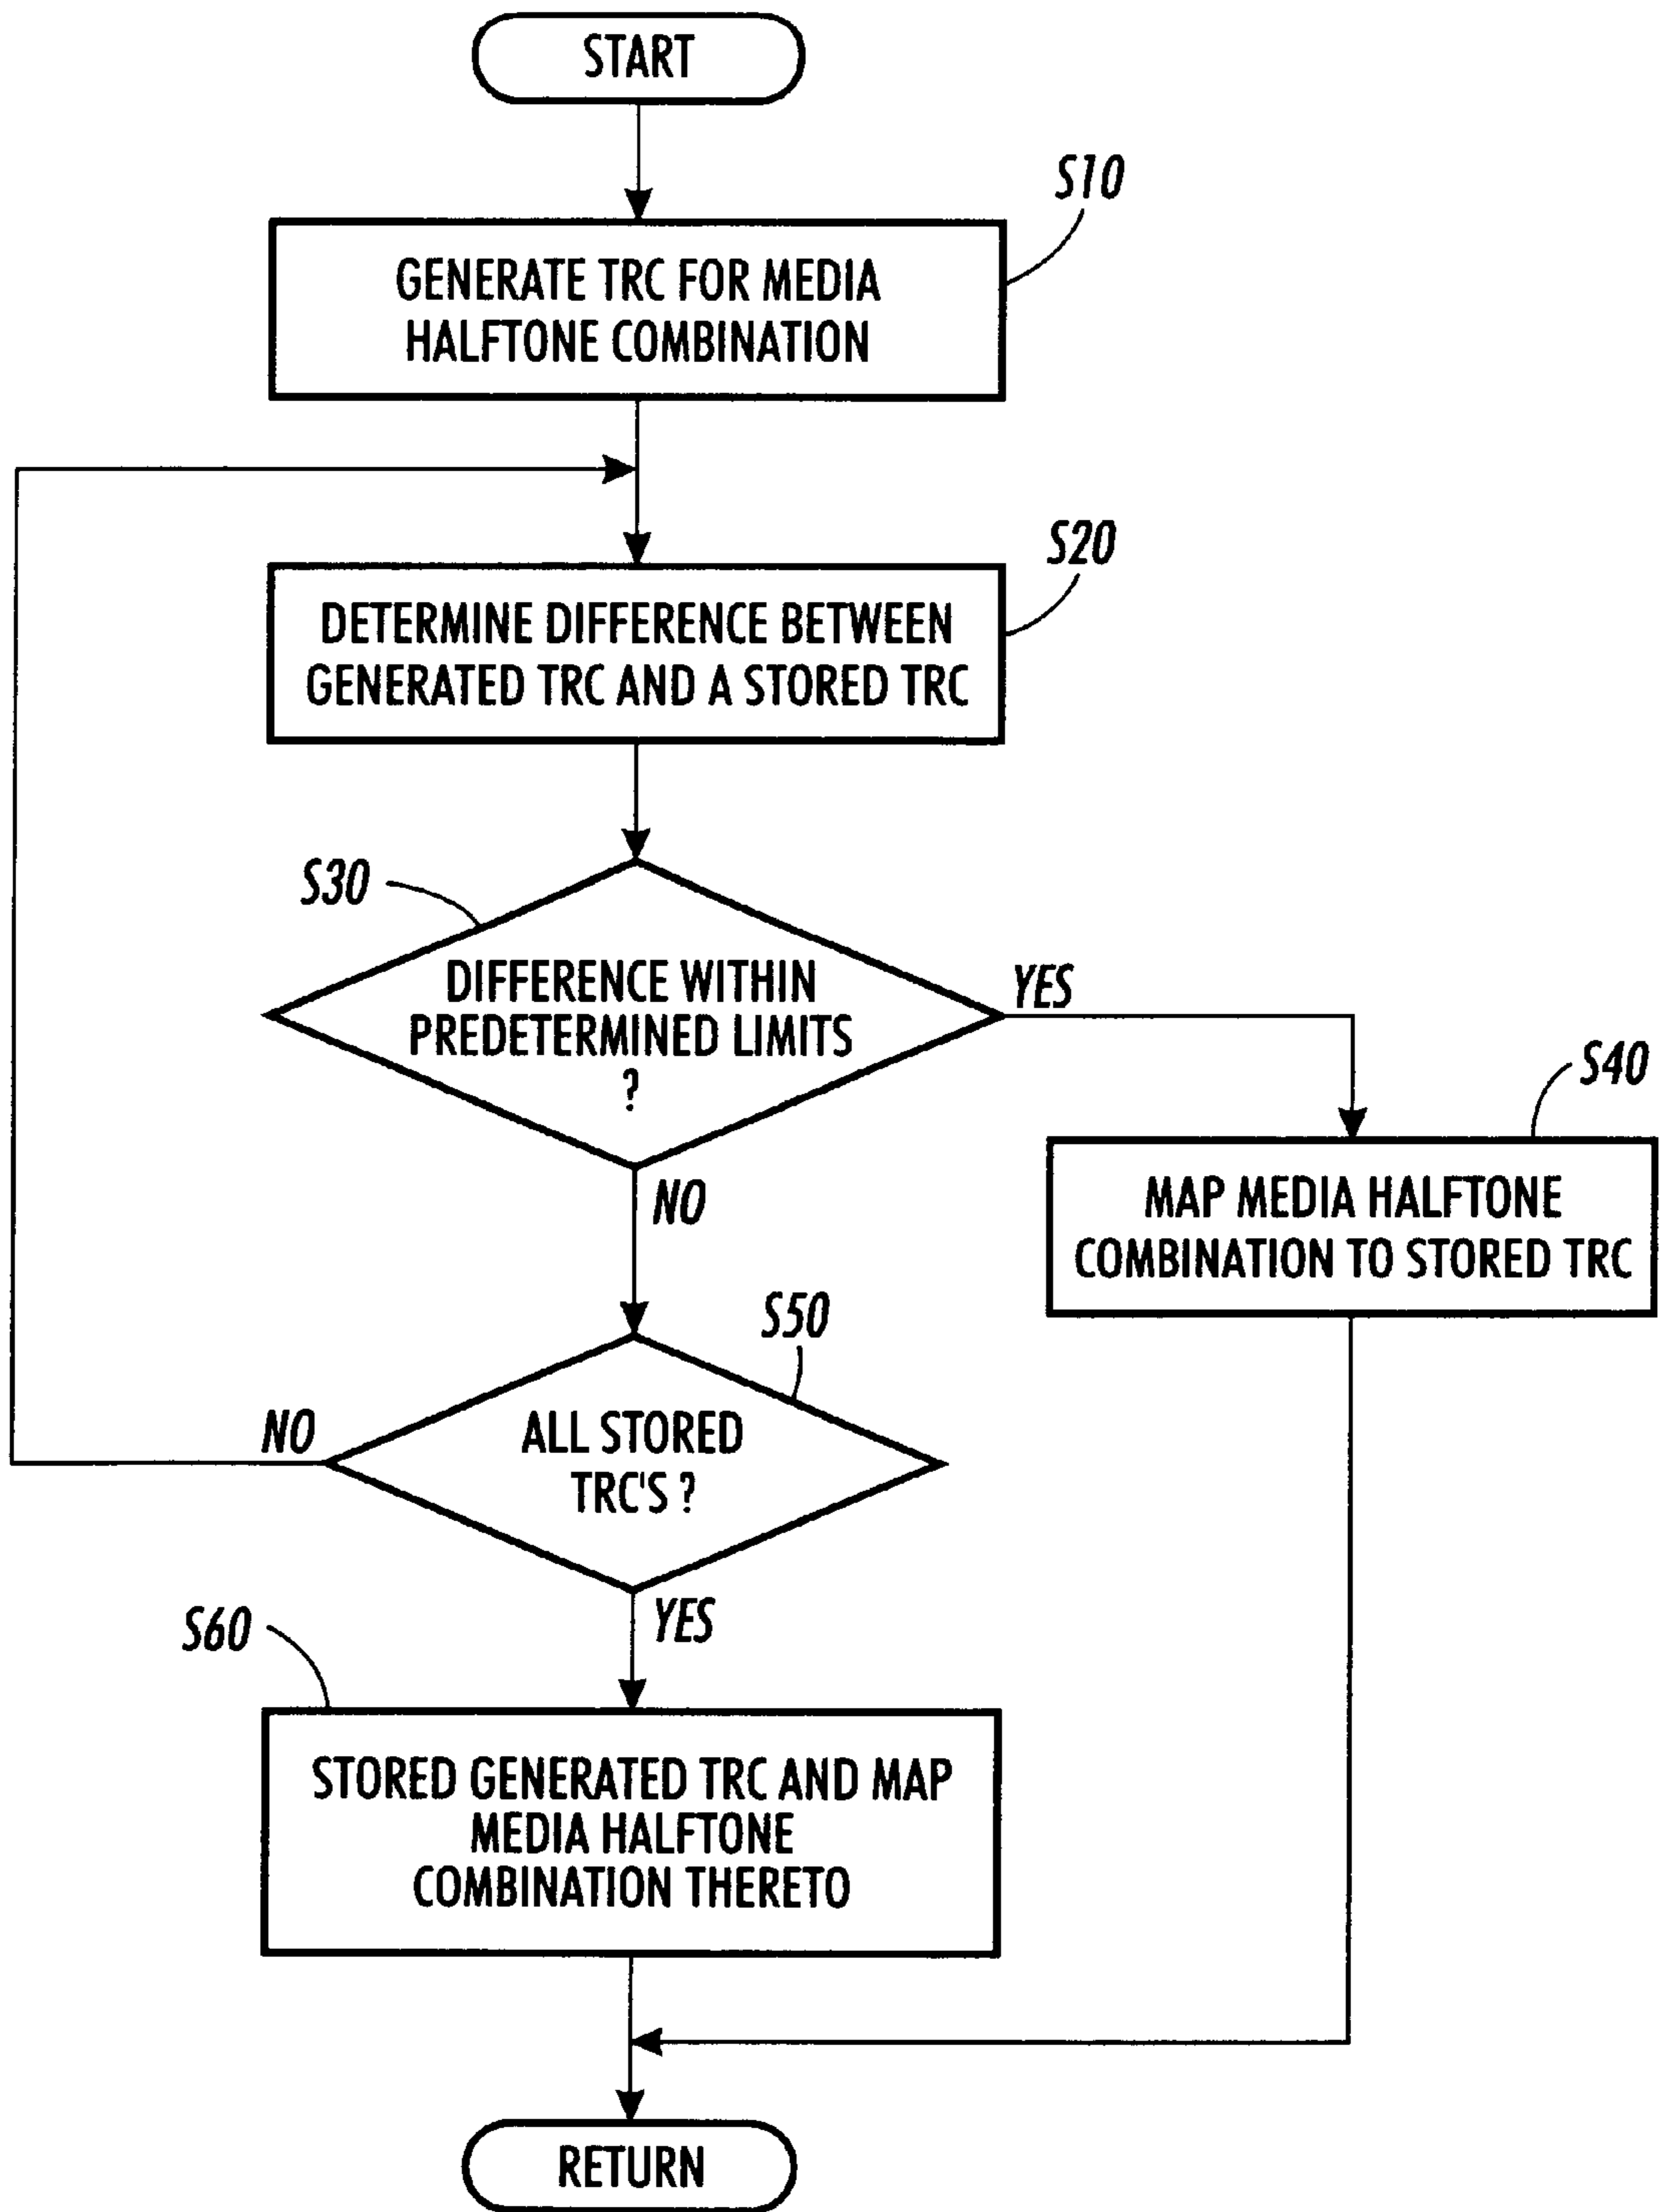 START
S10
GENERATE TRC FOR MEDIA
HALFTONE COMBINATION
S20
DETERMINE DIFFERENCE BETWEEN
GENERATED TRC AND A STORED TRC
S30
DIFFERENCE WITHIN
PREDETERMINED LIMITS
?
YES
NO
S40
MAP MEDIA HALFTONE
COMBINATION TO STORED TRC
S50
ALL STORED
TRC'S ?
NO
YES
S60
STORED GENERATED TRC AND MAP
MEDIA HALFTONE
COMBINATION THERETO
RETURN